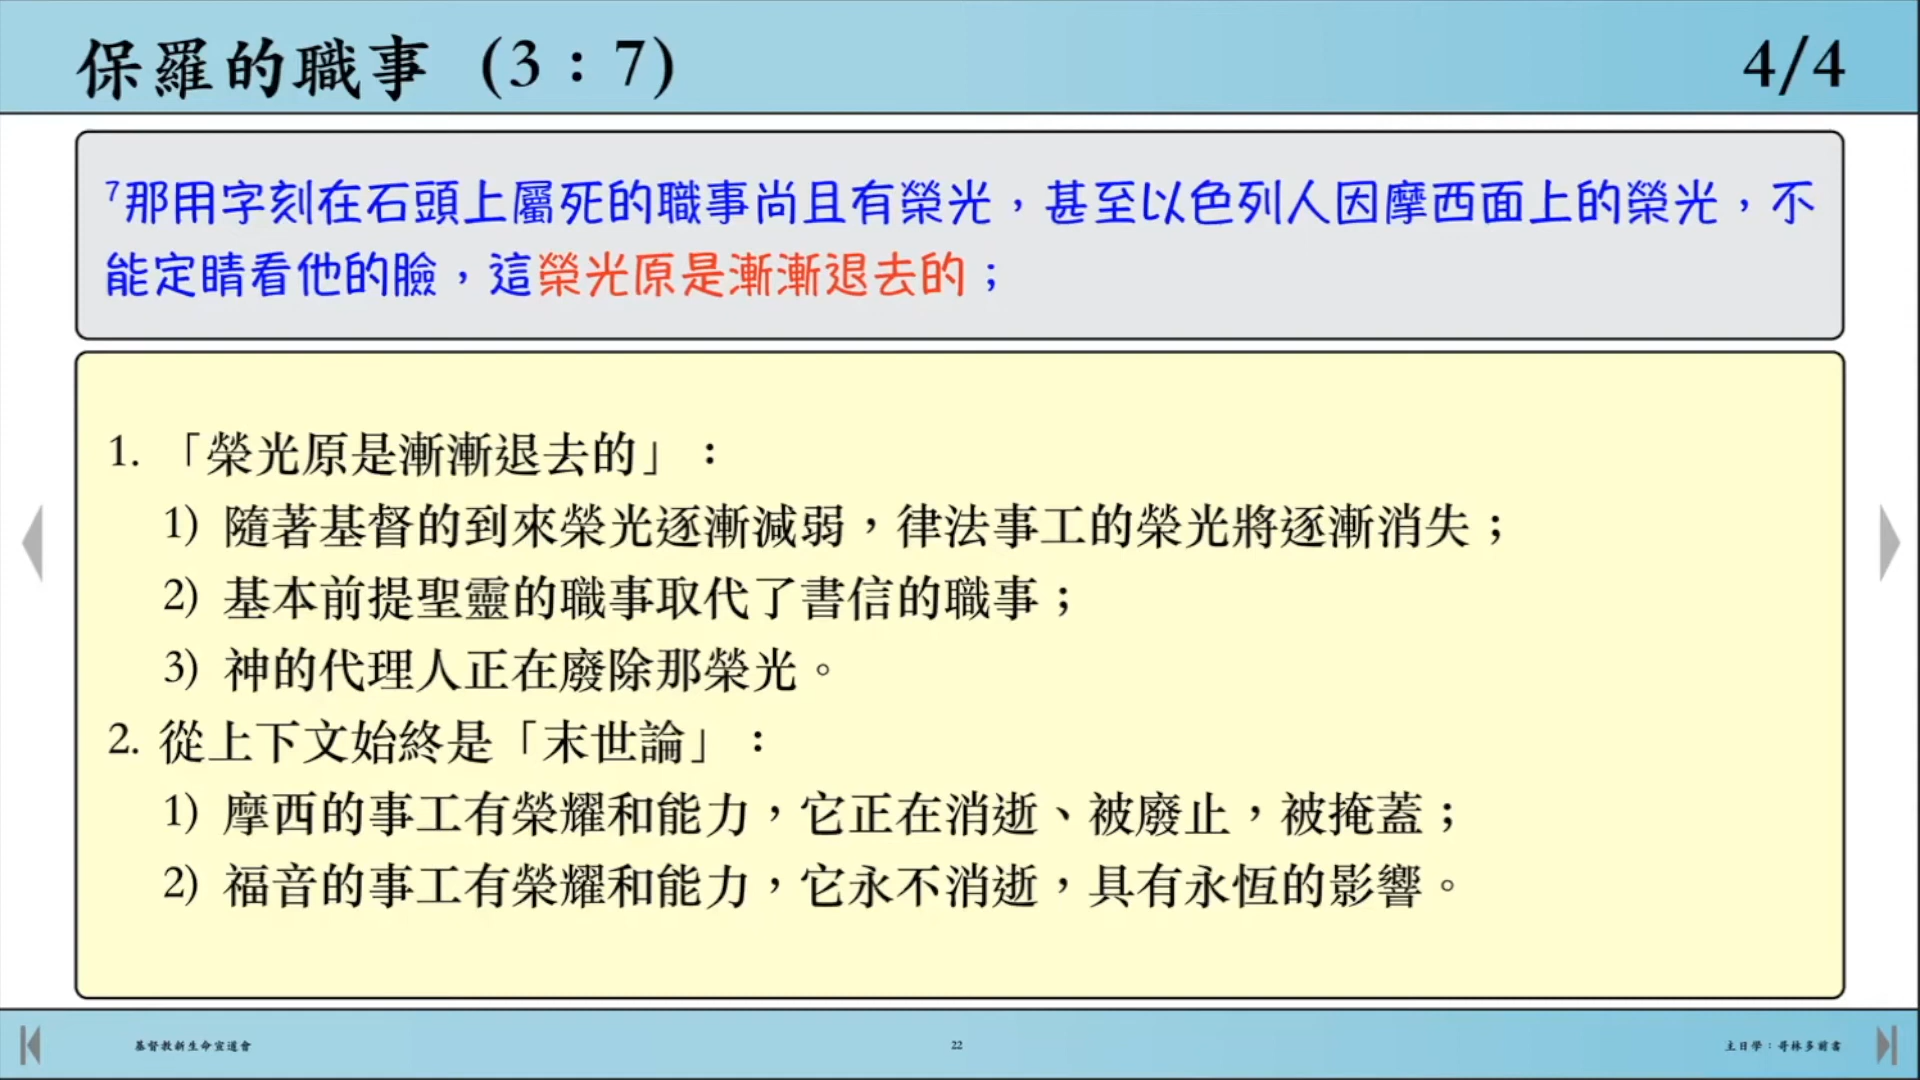 保羅的職事 (3：7)
4/4
7那用字刻在石頭上屬死的職事尚且有榮光，甚至以色列人因摩西面上的榮光，不
能定睛看他的臉，這榮光原是漸漸退去的；
1. 「榮光原是漸漸退去的」：
1) 隨著基督的到來榮光逐漸減弱，律法事工的榮光將逐漸消失；
2) 基本前提聖靈的職事取代了書信的職事；
3) 神的代理人正在廢除那榮光。
2. 從上下文始終是「末世論」：
1) 摩西的事工有榮耀和能力，它正在消逝、被廢止，被掩蓋；
2) 福音的事工有榮耀和能力，它永不消逝，具有永恆的影響。
基督教新生命宣道會
22
主日學：哥林多前書